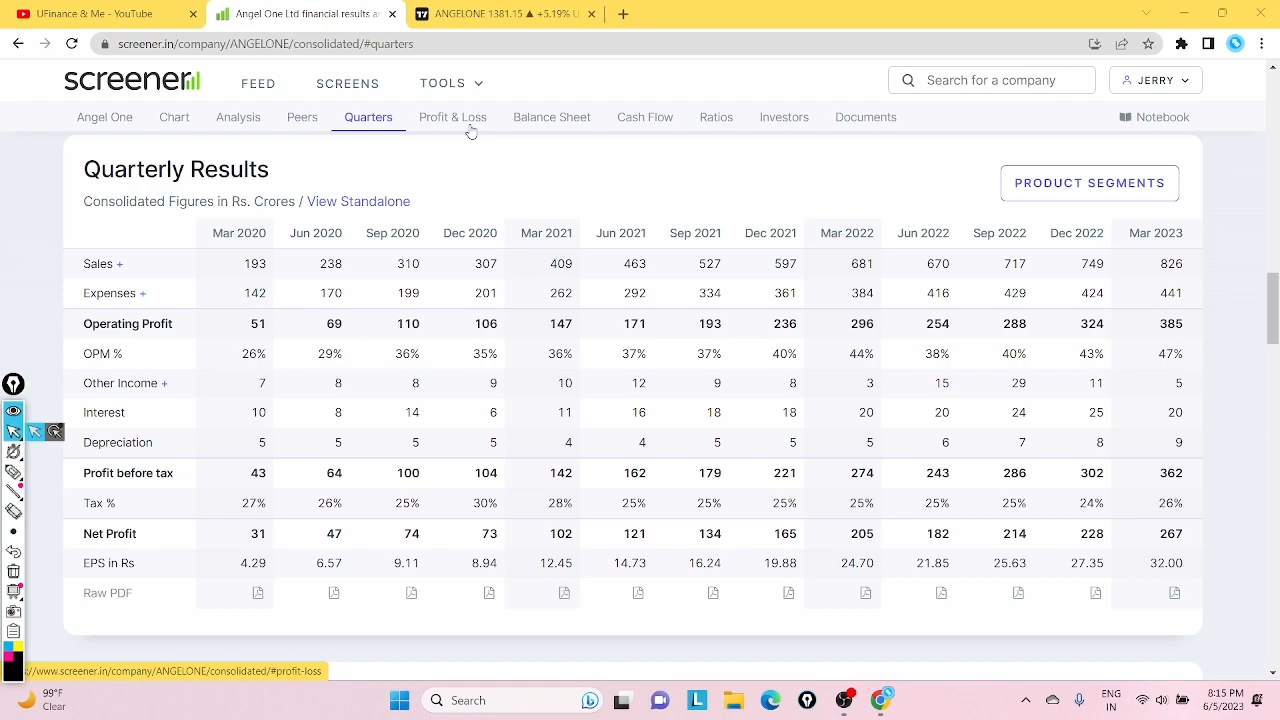 UFinance & Me - YouTube
Angel One Ltd financial results a
ANGELONE 1381.15 ▲ +5.19% U
screener.in/company/ANGELONE/consolidated/#quarters
screener
FEED SCREENS TOOLS
Search for a company
JERRY
Angel One Chart Analysis Peers Quarters Profit & Loss Balance Sheet Cash Flow Ratios Investors Documents Notebook
Quarterly Results
Consolidated Figures in Rs. Crores / View Standalone
PRODUCT SEGMENTS
Mar 2020 Jun 2020 Sep 2020 Dec 2020 Mar 2021 Jun 2021 Sep 2021 Dec 2021 Mar 2022 Jun 2022 Sep 2022 Dec 2022 Mar 2023
Sales + 193 238 310 307 409 463 527 597 681 670 717 749 826
Expenses + 142 170 199 201 262 292 334 361 384 416 429 424 441
Operating Profit 51 69 110 106 147 171 193 236 296 254 288 324 385
OPM % 26% 29% 36% 35% 36% 37% 37% 40% 44% 38% 40% 43% 47%
Other Income + 7 8 8 9 10 12 9 8 3 15 29 11 5
Interest 10 8 14 6 11 16 18 18 20 20 24 25 20
Depreciation 5 5 5 5 4 4 5 5 5 6 7 8 9
Profit before tax 43 64 100 104 142 162 179 221 274 243 286 302 362
Tax % 27% 26% 25% 30% 28% 25% 25% 25% 25% 25% 25% 24% 26%
Net Profit 31 47 74 73 102 121 134 165 205 182 214 228 267
EPS in Rs 4.29 6.57 9.11 8.94 12.45 14.73 16.24 19.88 24.70 21.85 25.63 27.35 32.00
Raw PDF
://www.screener.in/company/ANGELONE/consolidated/#profit-loss
99°F
Clear
Search
ENG
IN
8:15 PM
6/5/2023